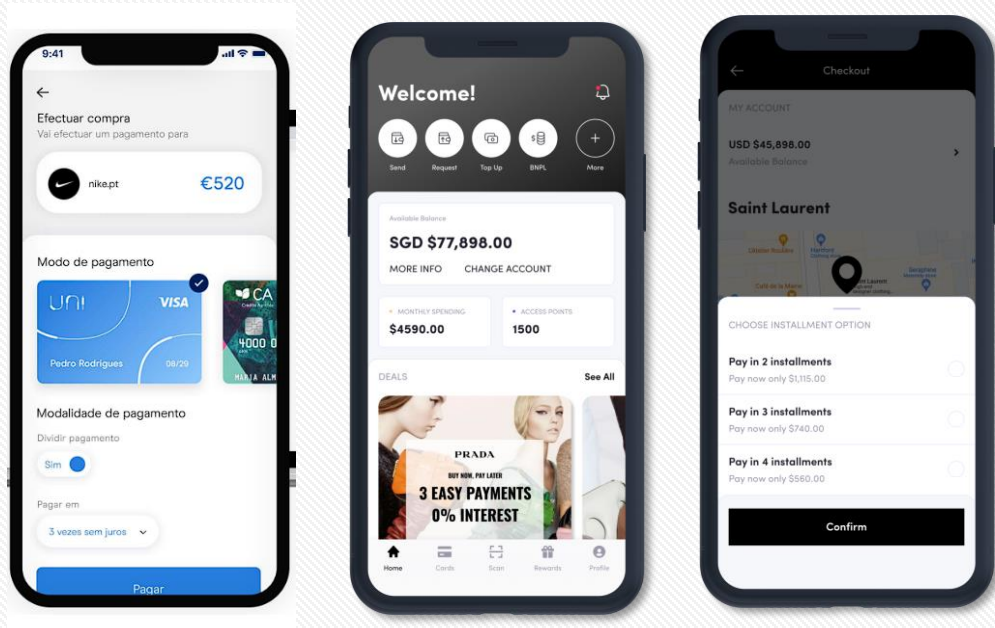 9:41
Efectuar compra
Vai efectuar um pagamento para
nike.pt €520
Modo de pagamento
uni VISA
Pedro Rodrigues 06/29
CA
4000
Modalidade de pagamento
Dividir pagamento
Sim
Pagar em
3 vezes sem juros
Pagar
Welcome!
Send Request Top Up BNPL More
Available Balance
SGD $77,898.00
MORE INFO CHANGE ACCOUNT
MONTHLY SPENDING ACCESS POINTS
$4590.00 1500
DEALS See All
PRADA
BUY NOW. PAY LATER
3 EASY PAYMENTS
0% INTEREST
Home Cards Scan Rewards Profile
Checkout
MY ACCOUNT
USD $45,898.00
Available Balance
Saint Laurent
CHOOSE INSTALLMENT OPTION
Pay in 2 installments
Pay now only $1,115.00
Pay in 3 installments
Pay now only $740.00
Pay in 4 installments
Pay now only $560.00
Confirm